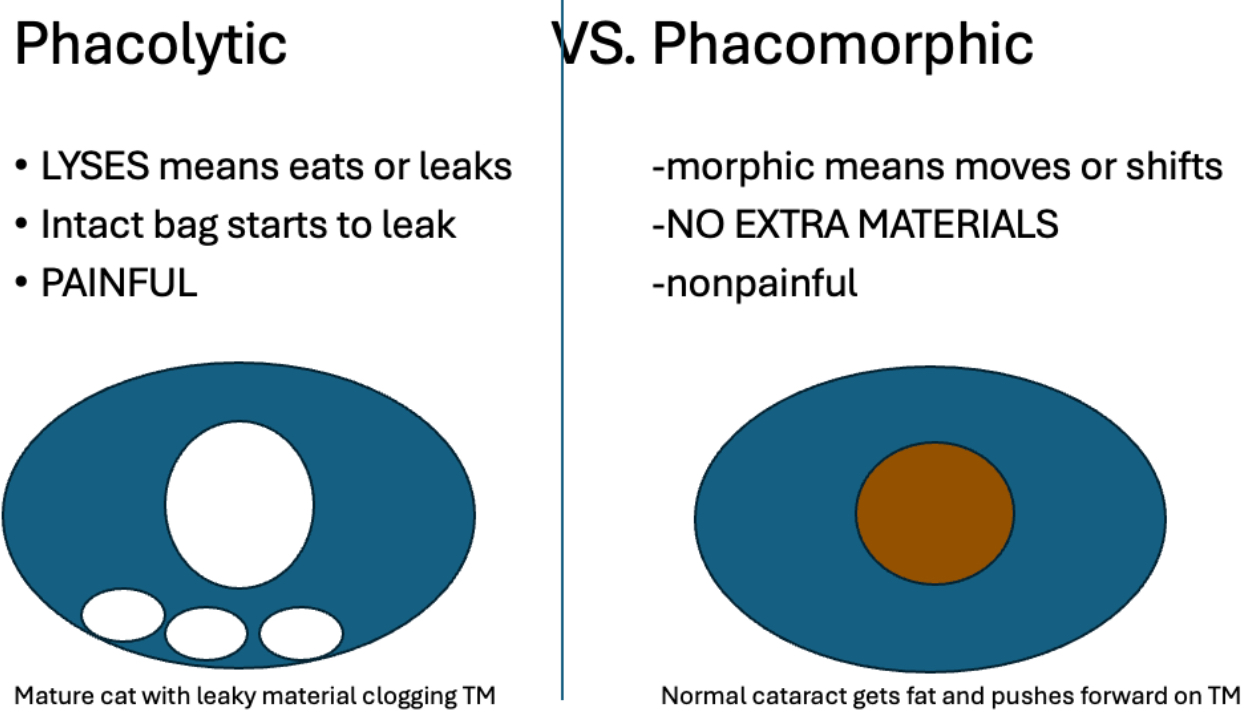 Phacolytic VS. Phacomorphic
• LYSES means eats or leaks
• Intact bag starts to leak
• PAINFUL
-morphic means moves or shifts
-NO EXTRA MATERIALS
-nonpainful
Mature cat with leaky material clogging TM
Normal cataract gets fat and pushes forward on TM